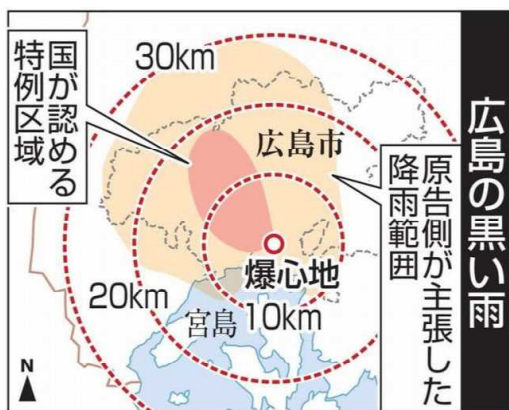 広島の黒い雨
30km
国が認める
特例区域
広島市
原告側が主張した
降雨範囲
爆心地
20km
10km
宮島
N